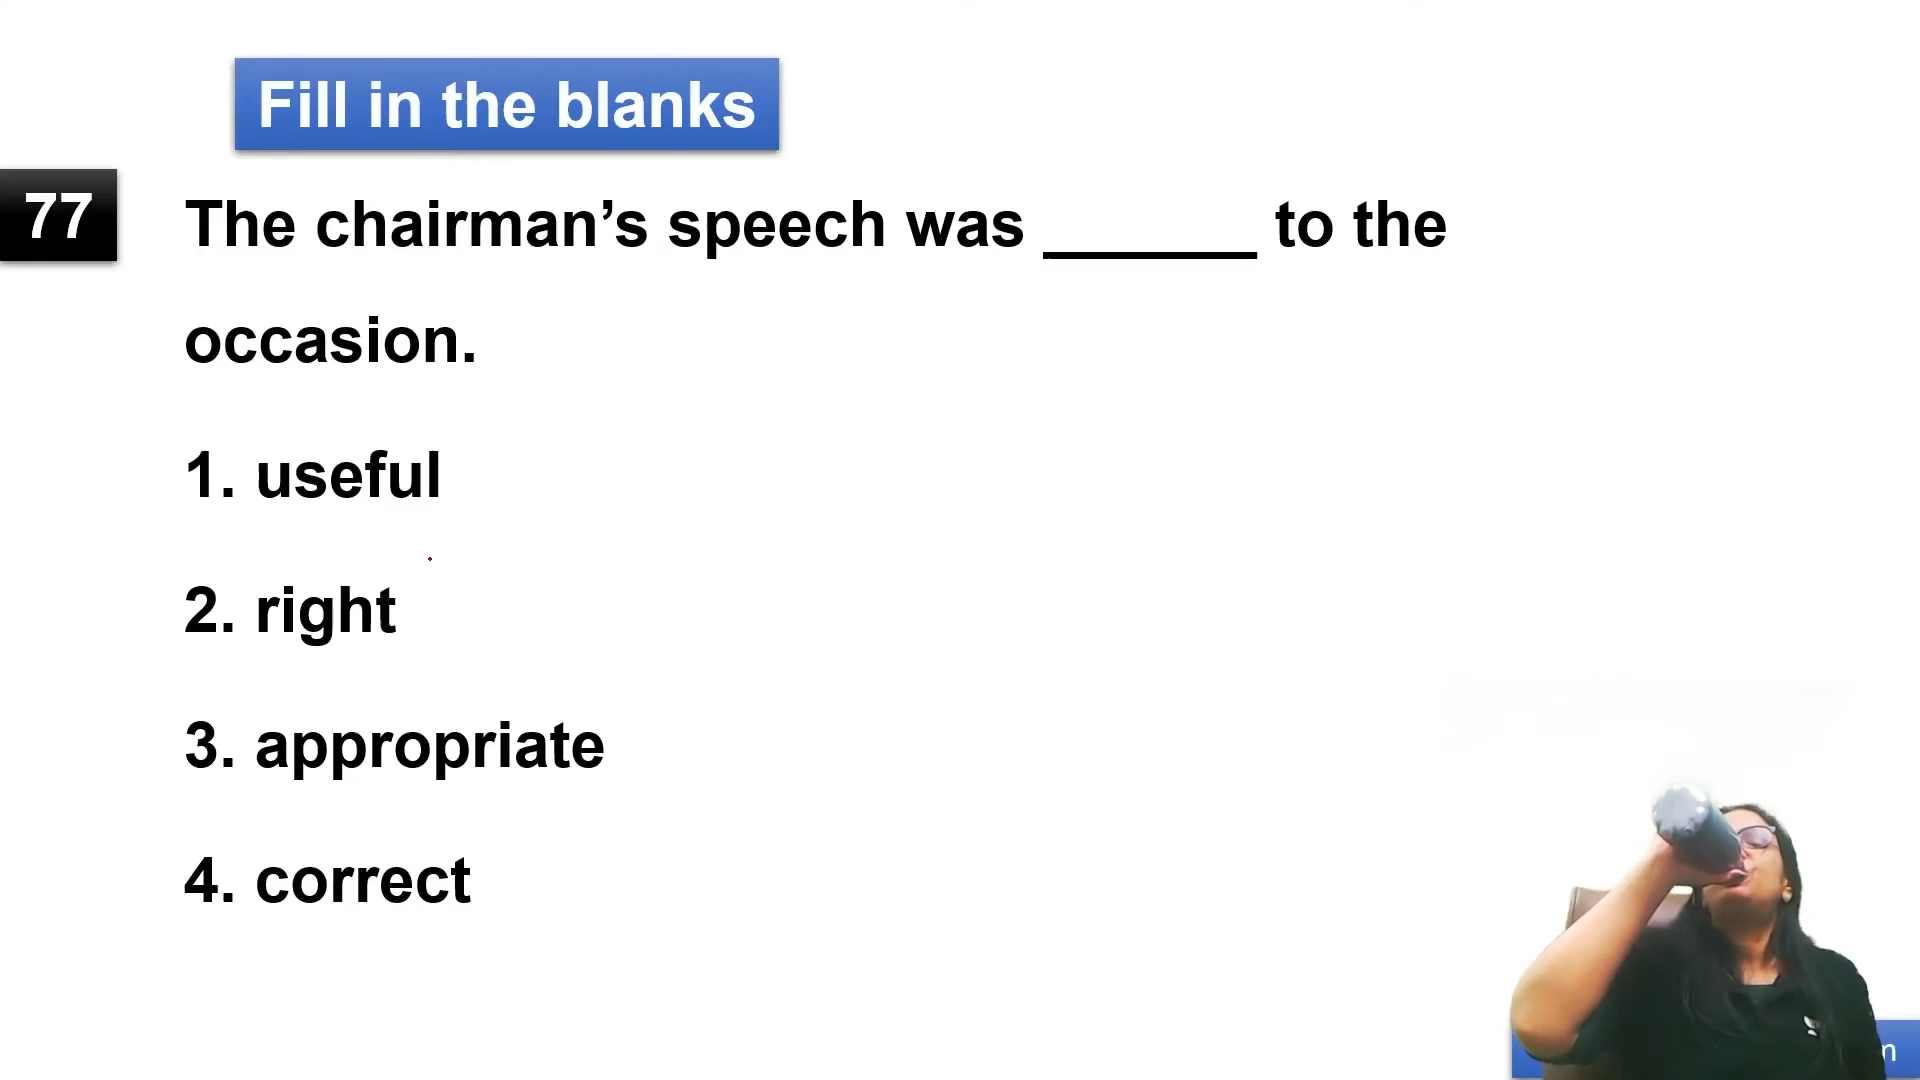 Fill in the blanks
77
The chairman’s speech was ______ to the
occasion.
1. useful
2. right
3. appropriate
4. correct